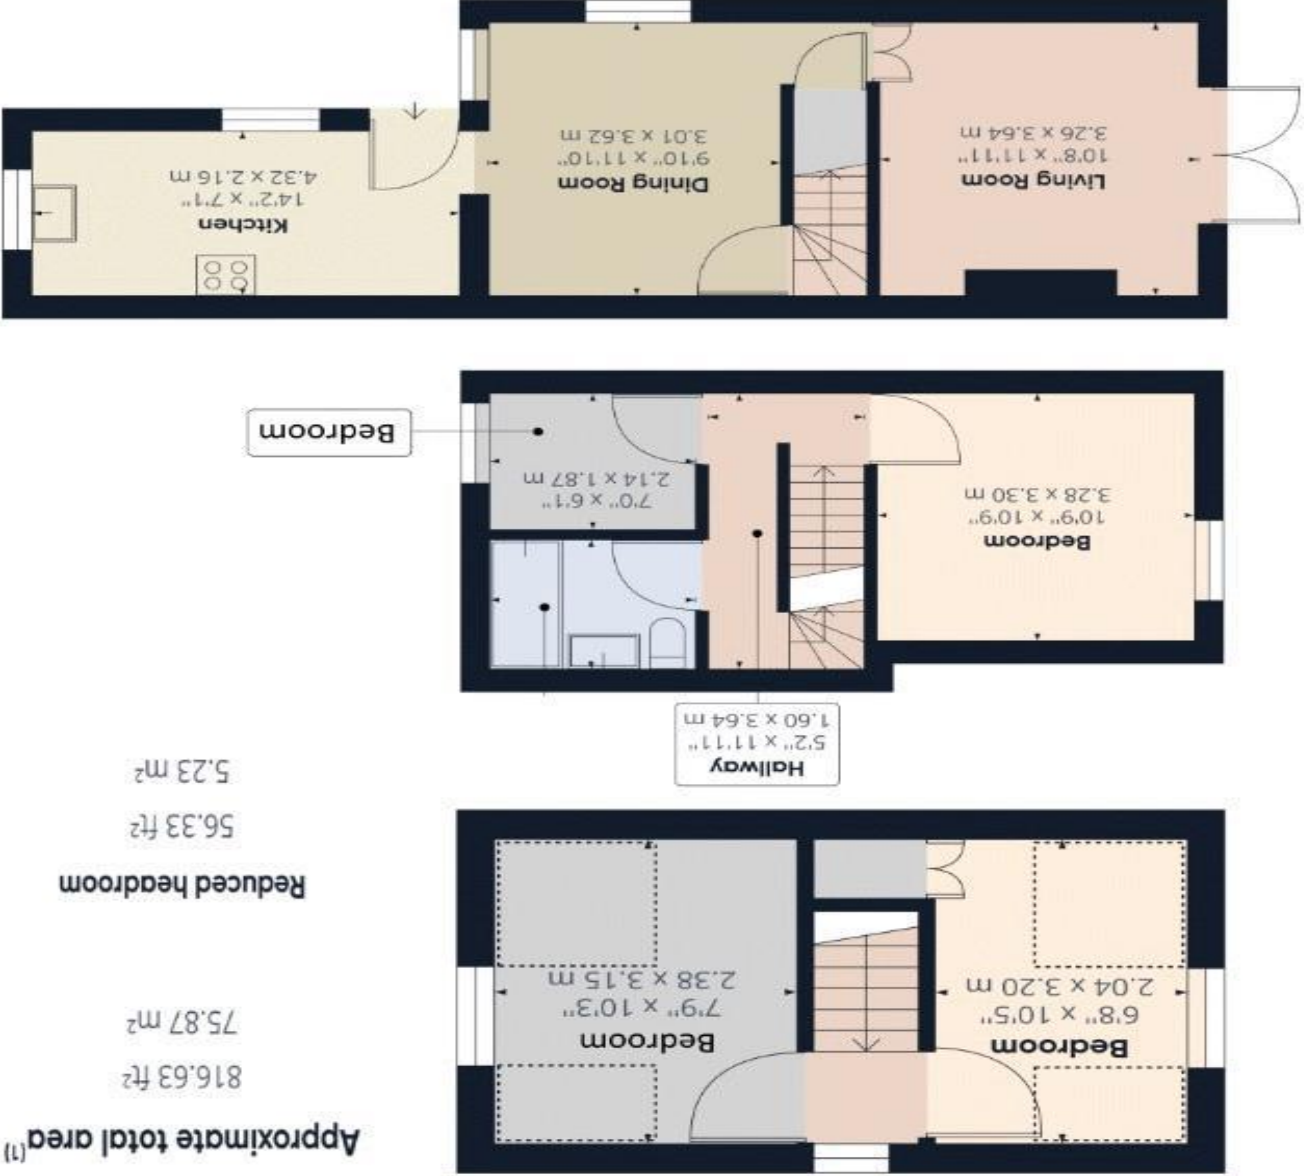 Approximate total area(1)
816.63 ft²
75.87 m²
Reduced headroom
56.33 ft²
5.23 m²
Bedroom
6'8" x 10'5"
2.04 x 3.20 m
Bedroom
7'9" x 10'3"
2.38 x 3.15 m
Hallway
5'2" x 11'11"
1.60 x 3.64 m
Bedroom
10'9" x 10'9"
3.28 x 3.30 m
7'0" x 6'1"
2.14 x 1.87 m
Bedroom
Living Room
10'8" x 11'11"
3.26 x 3.64 m
Dining Room
9'10" x 11'10"
3.01 x 3.62 m
Kitchen
14'2" x 7'1"
4.32 x 2.16 m